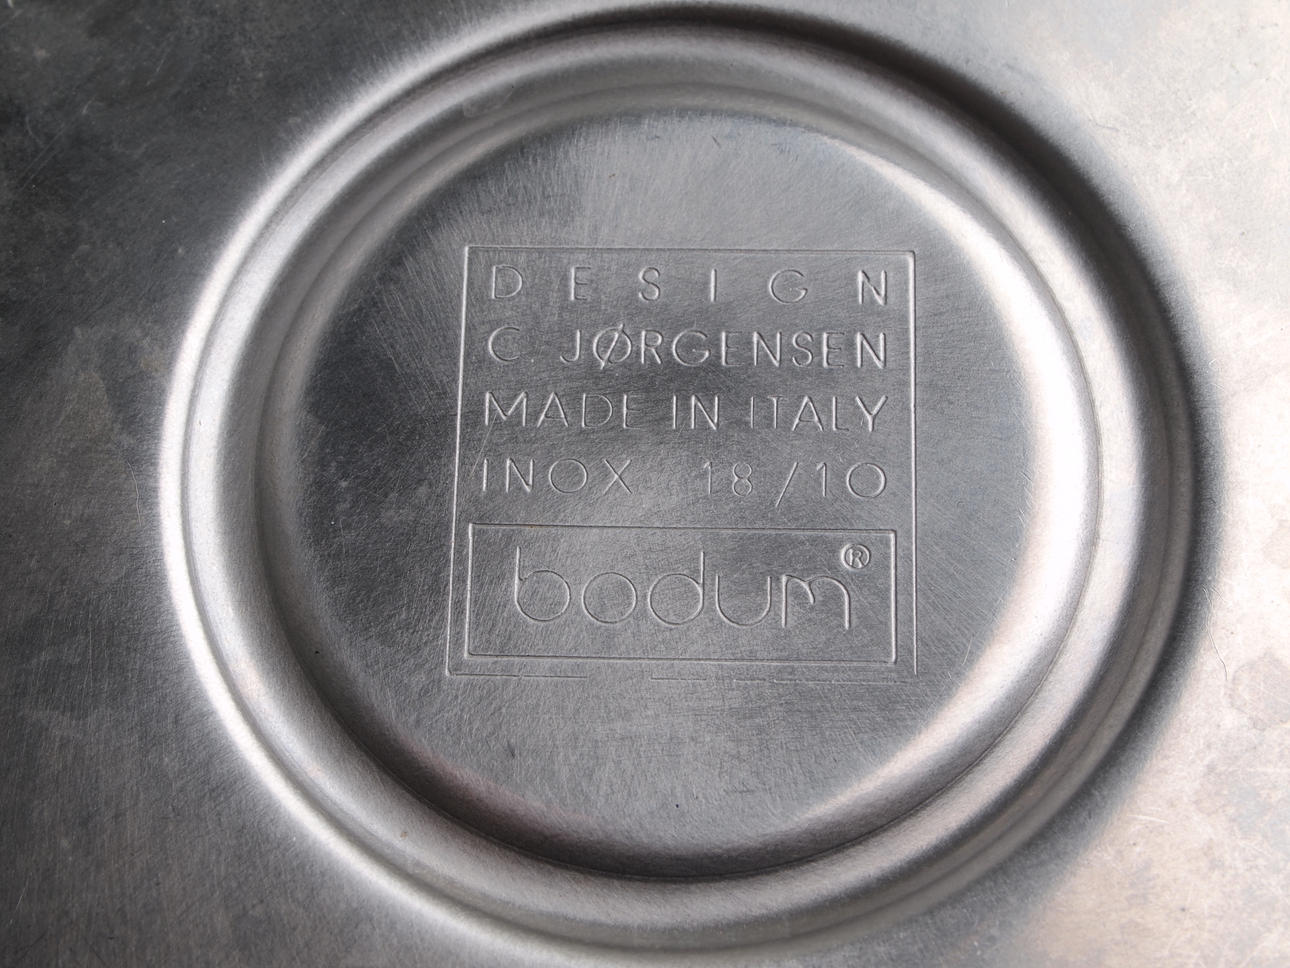 DESIGN
C. JØRGENSEN
MADE IN ITALY
INOX 18/10
bodum®